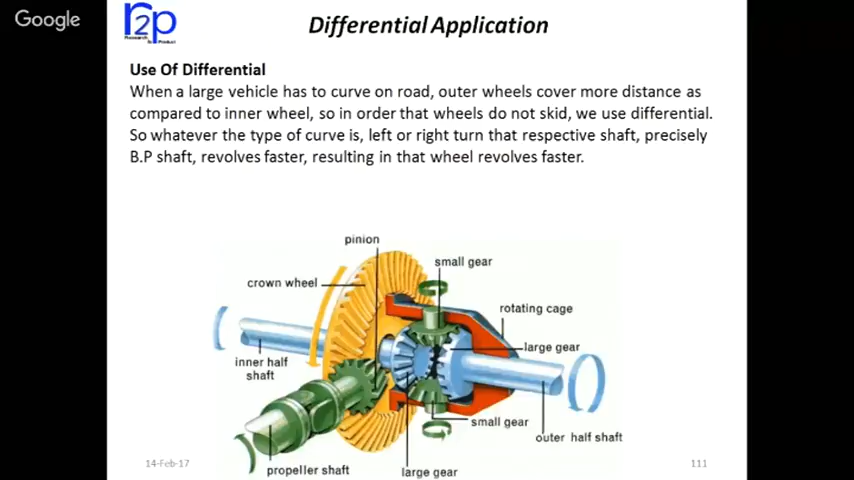 Google
r2p
Differential Application
Use Of Differential
When a large vehicle has to curve on road, outer wheels cover more distance as
compared to inner wheel, so in order that wheels do not skid, we use differential.
So whatever the type of curve is, left or right turn that respective shaft, precisely
B.P shaft, revolves faster, resulting in that wheel revolves faster.
pinion
small gear
crown wheel
rotating cage
large gear
inner half
shaft
small gear
outer half shaft
propeller shaft
large gear
14-Feb-17
111